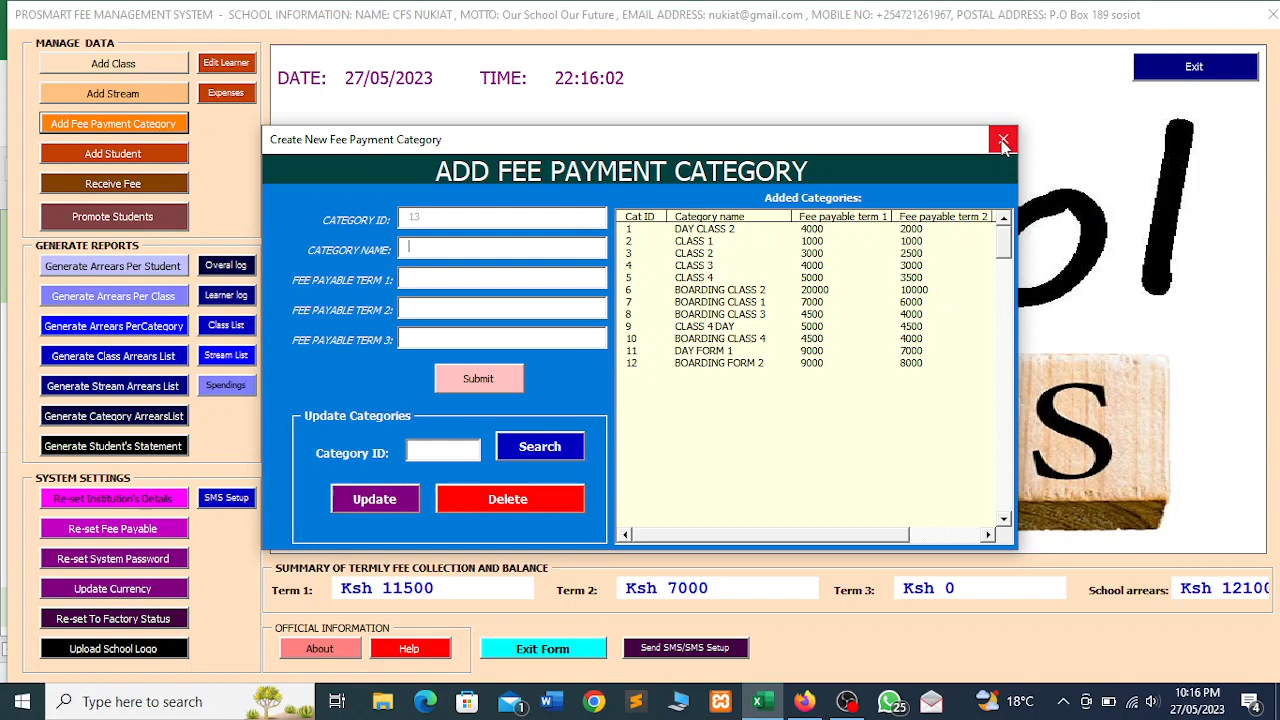 PROSMART FEE MANAGEMENT SYSTEM - SCHOOL INFORMATION: NAME: CFS NUKIAT , MOTTO: Our School Our Future , EMAIL ADDRESS: nukiat@gmail.com , MOBILE NO: +254721261967, POSTAL ADDRESS: P.O Box 189 sosiot
MANAGE DATA
Add Class Edit Learner
Add Stream Expenses
Add Fee Payment Category
Add Student
Receive Fee
Promote Students
GENERATE REPORTS
Generate Arrears Per Student Overal log
Generate Arrears Per Class Learner log
Generate Arrears PerCategory Class List
Generate Class Arrears List Stream List
Generate Stream Arrears List Spendings
Generate Category ArrearsList
Generate Student's Statement
SYSTEM SETTINGS
Re-set Institution's Details SMS Setup
Re-set Fee Payable
Re-set System Password
Update Currency
Re-set To Factory Status
Upload School Logo
DATE: 27/05/2023 TIME: 22:16:02
Exit
ol
S
Create New Fee Payment Category
ADD FEE PAYMENT CATEGORY
CATEGORY ID: 13
CATEGORY NAME:
FEE PAYABLE TERM 1:
FEE PAYABLE TERM 2:
FEE PAYABLE TERM 3:
Submit
Update Categories
Category ID: Search
Update Delete
Added Categories:
Cat ID Category name Fee payable term 1 Fee payable term 2
1 DAY CLASS 2 4000 2000
2 CLASS 1 1000 1000
3 CLASS 2 3000 2500
4 CLASS 3 4000 3000
5 CLASS 4 5000 3500
6 BOARDING CLASS 2 20000 10000
7 BOARDING CLASS 1 7000 6000
8 BOARDING CLASS 3 4500 4000
9 CLASS 4 DAY 5000 4500
10 BOARDING CLASS 4 4500 4000
11 DAY FORM 1 9000 7000
12 BOARDING FORM 2 9000 8000
SUMMARY OF TERMLY FEE COLLECTION AND BALANCE
Term 1: Ksh 11500 Term 2: Ksh 7000 Term 3: Ksh 0 School arrears: Ksh 12100
OFFICIAL INFORMATION
About Help Exit Form Send SMS/SMS Setup
Type here to search
1
25
18°C
10:16 PM
27/05/2023
4